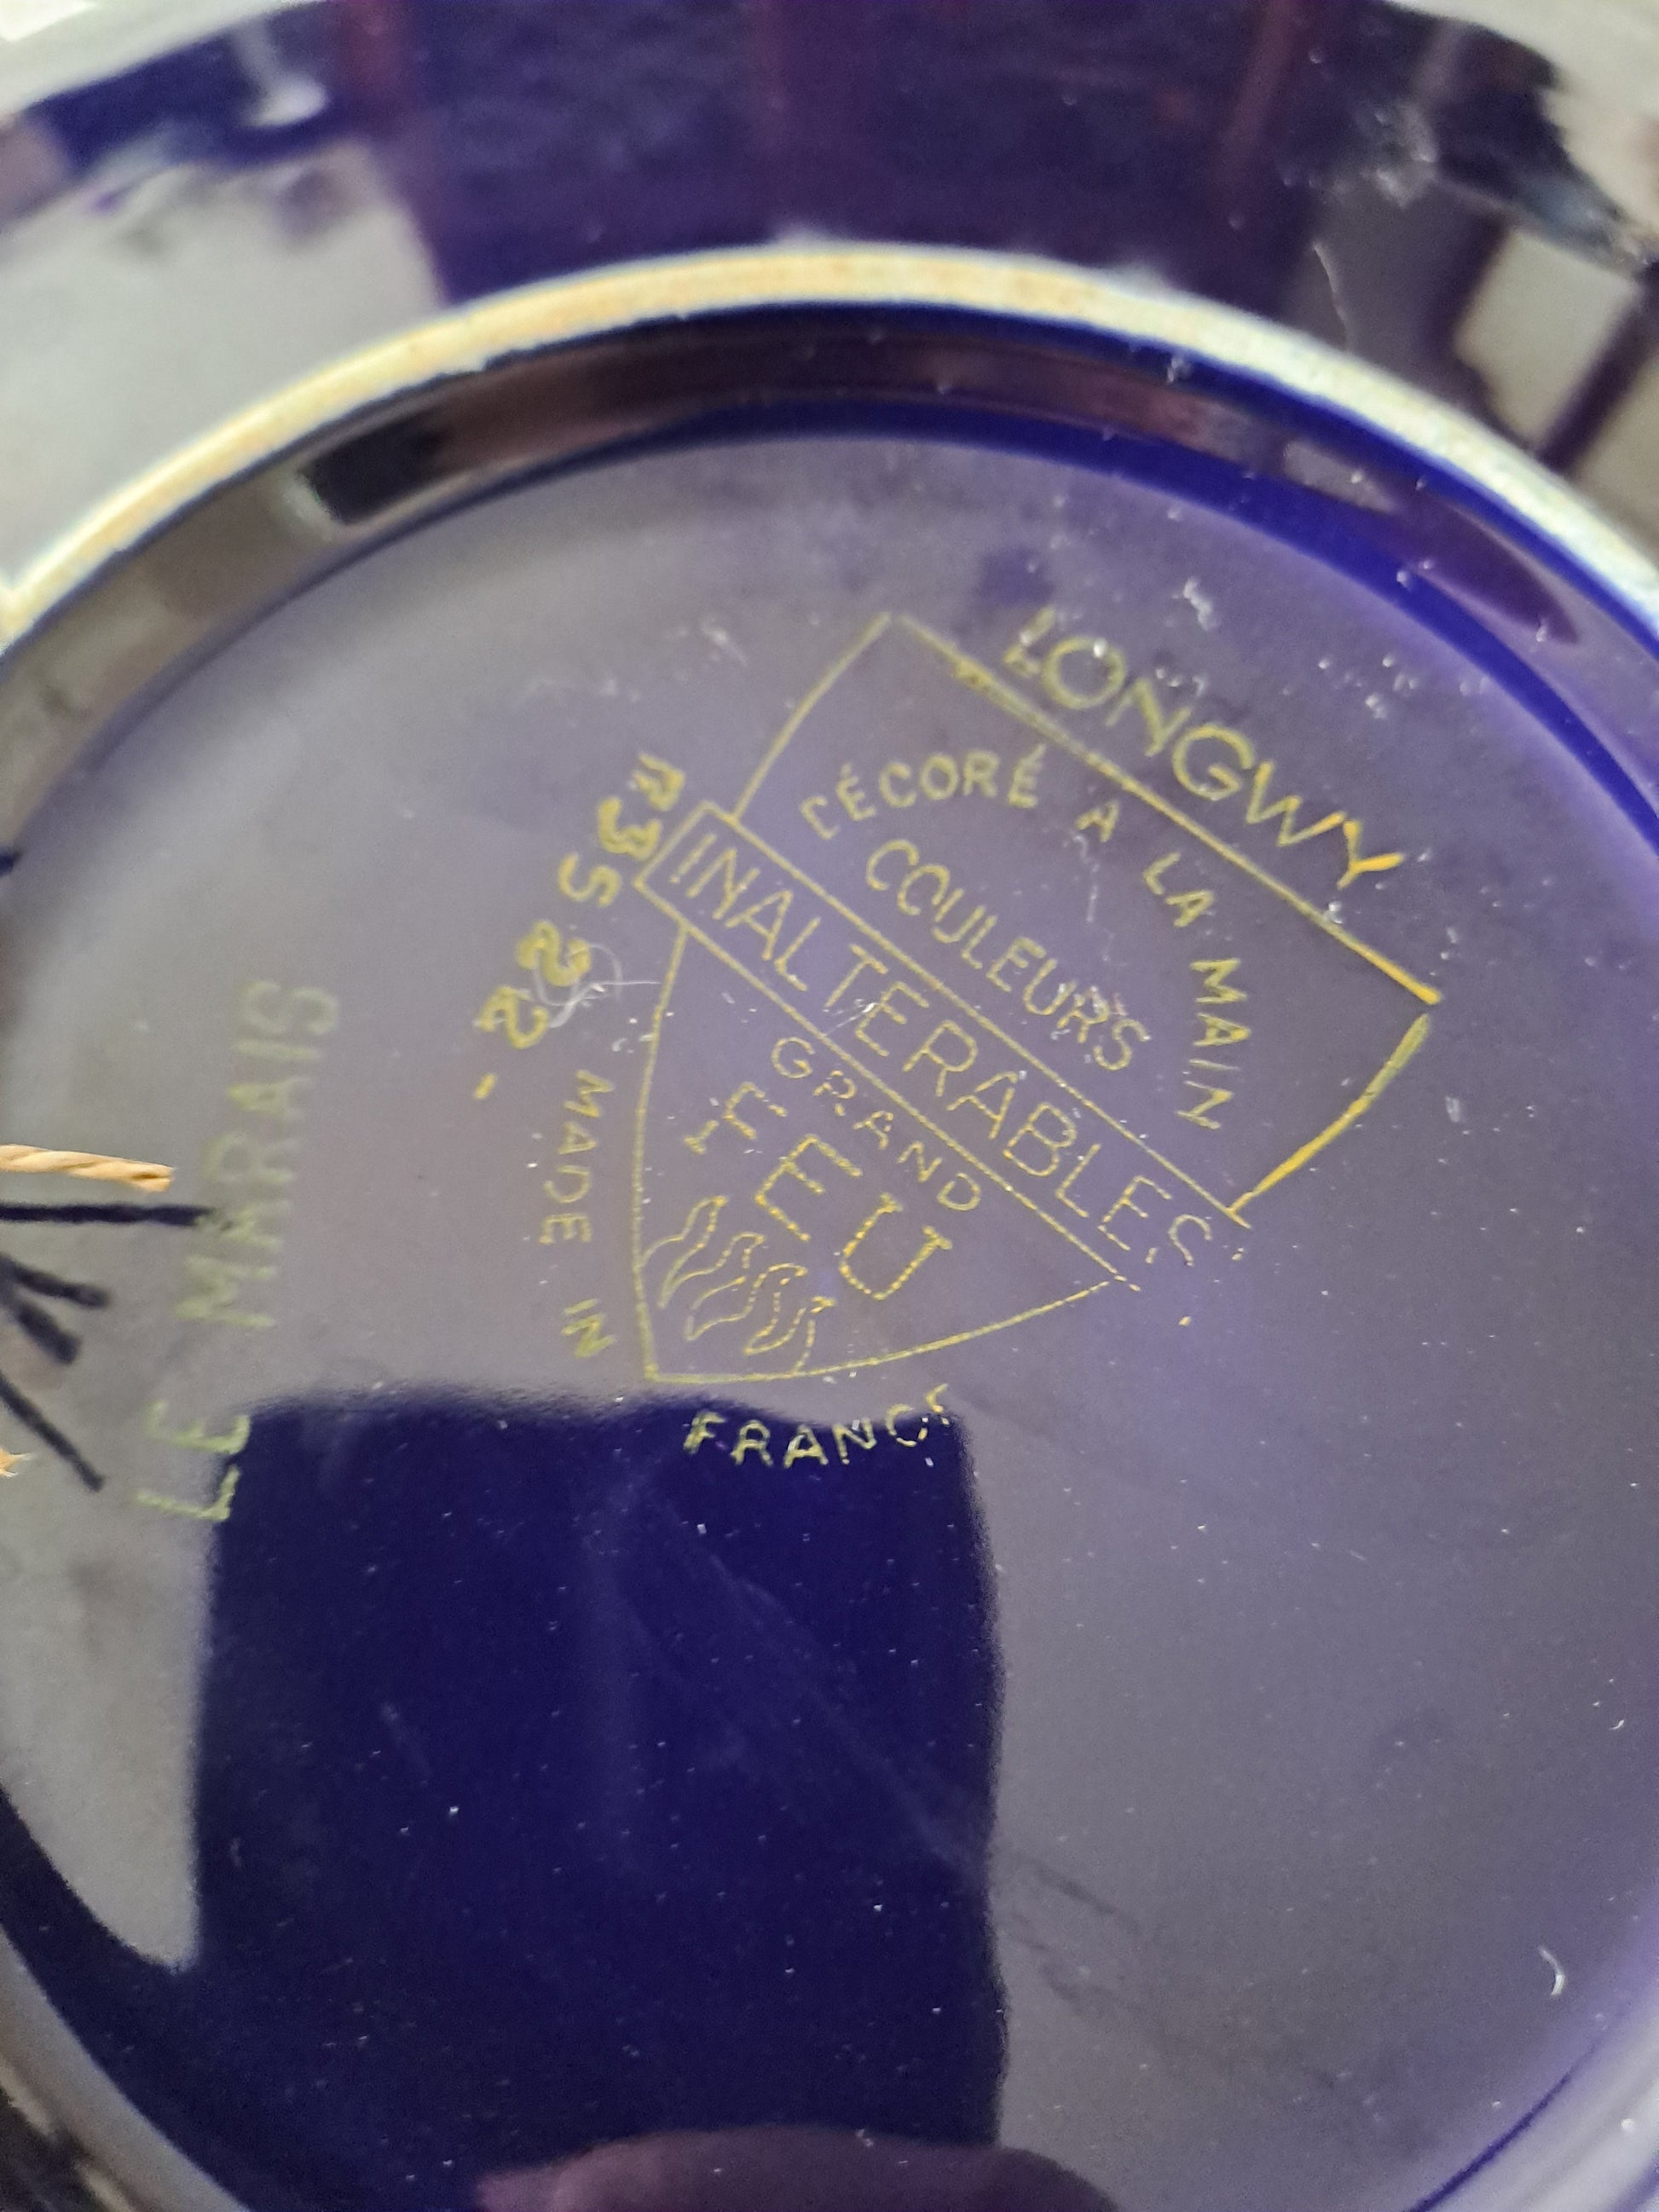 LONGWY
DÉCORÉ A LA MAIN
COULEURS
INALTERABLES
GRAND
FEU
MADE IN
FRANCE
LE MARAIS